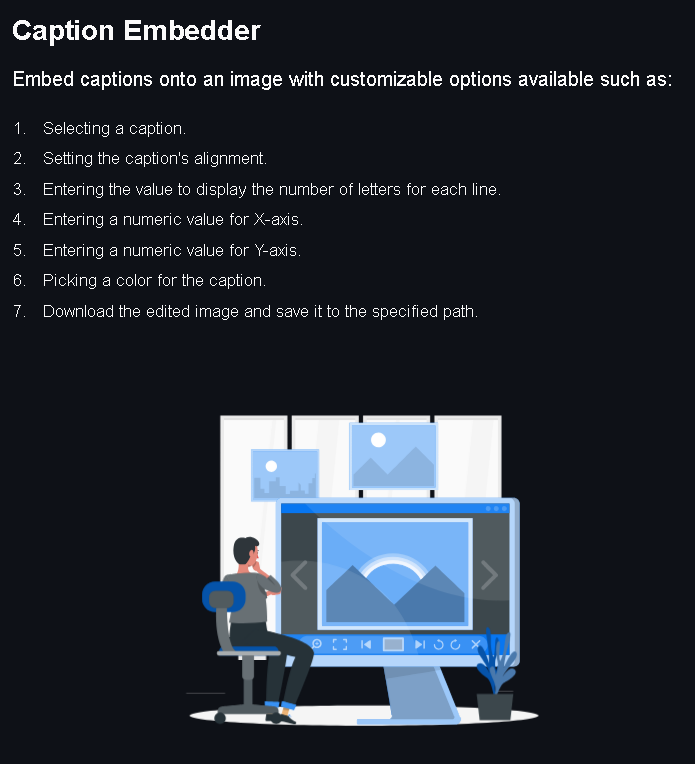 Caption Embedder
Embed captions onto an image with customizable options available such as:
1. Selecting a caption.
2. Setting the caption's alignment.
3. Entering the value to display the number of letters for each line.
4. Entering a numeric value for X-axis.
5. Entering a numeric value for Y-axis.
6. Picking a color for the caption.
7. Download the edited image and save it to the specified path.